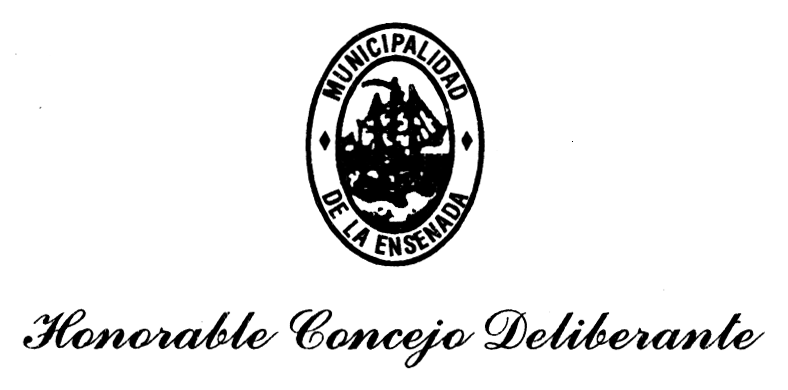 MUNICIPALIDAD
DE LA ENSENADA
Honorable Concejo Deliberante